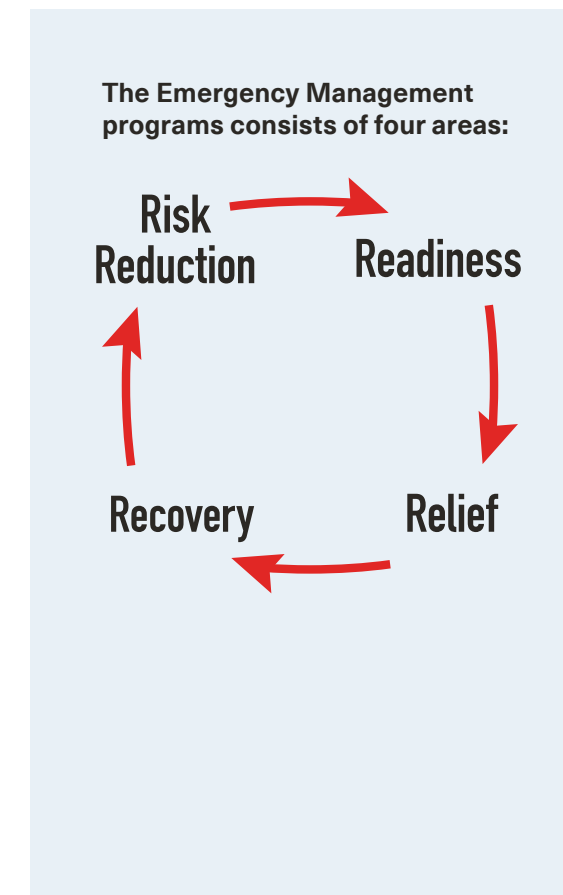 The Emergency Management
programs consists of four areas:
Risk
Reduction
Readiness
Relief
Recovery